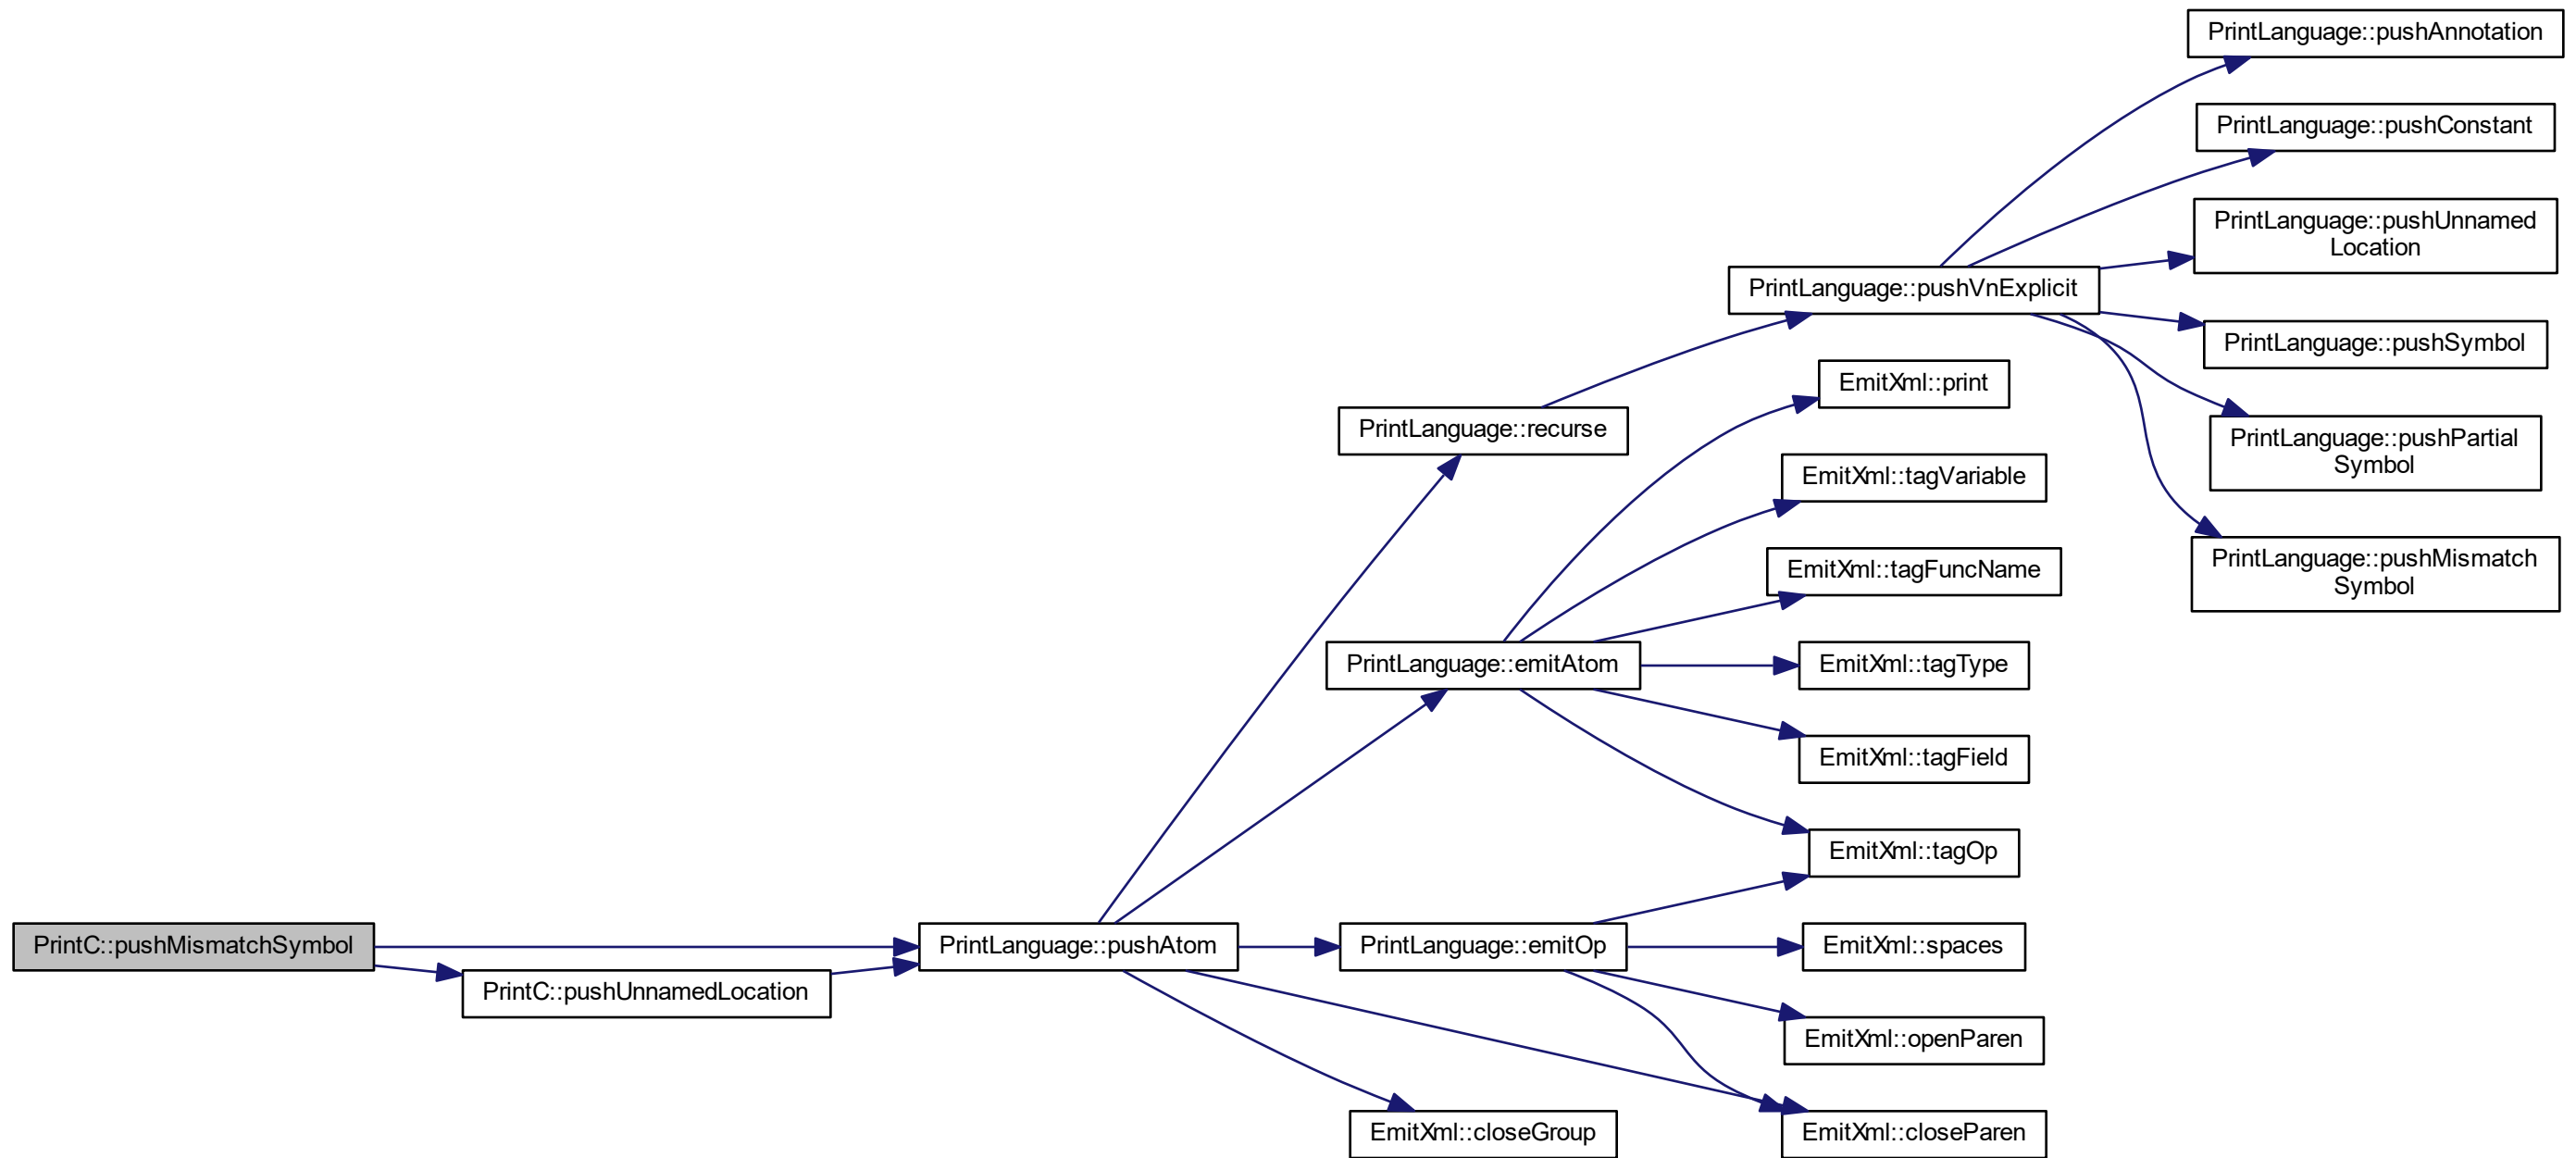 PrintLanguage::pushAnnotation
PrintLanguage::pushConstant
PrintLanguage::pushUnnamed
Location
PrintLanguage::pushVnExplicit
PrintLanguage::pushSymbol
EmitXml::print
PrintLanguage::recurse
PrintLanguage::pushPartial
Symbol
EmitXml::tagVariable
EmitXml::tagFuncName
PrintLanguage::pushMismatch
Symbol
PrintLanguage::emitAtom
EmitXml::tagType
EmitXml::tagField
EmitXml::tagOp
PrintC::pushMismatchSymbol
PrintLanguage::pushAtom
PrintLanguage::emitOp
EmitXml::spaces
PrintC::pushUnnamedLocation
EmitXml::openParen
EmitXml::closeGroup
EmitXml::closeParen